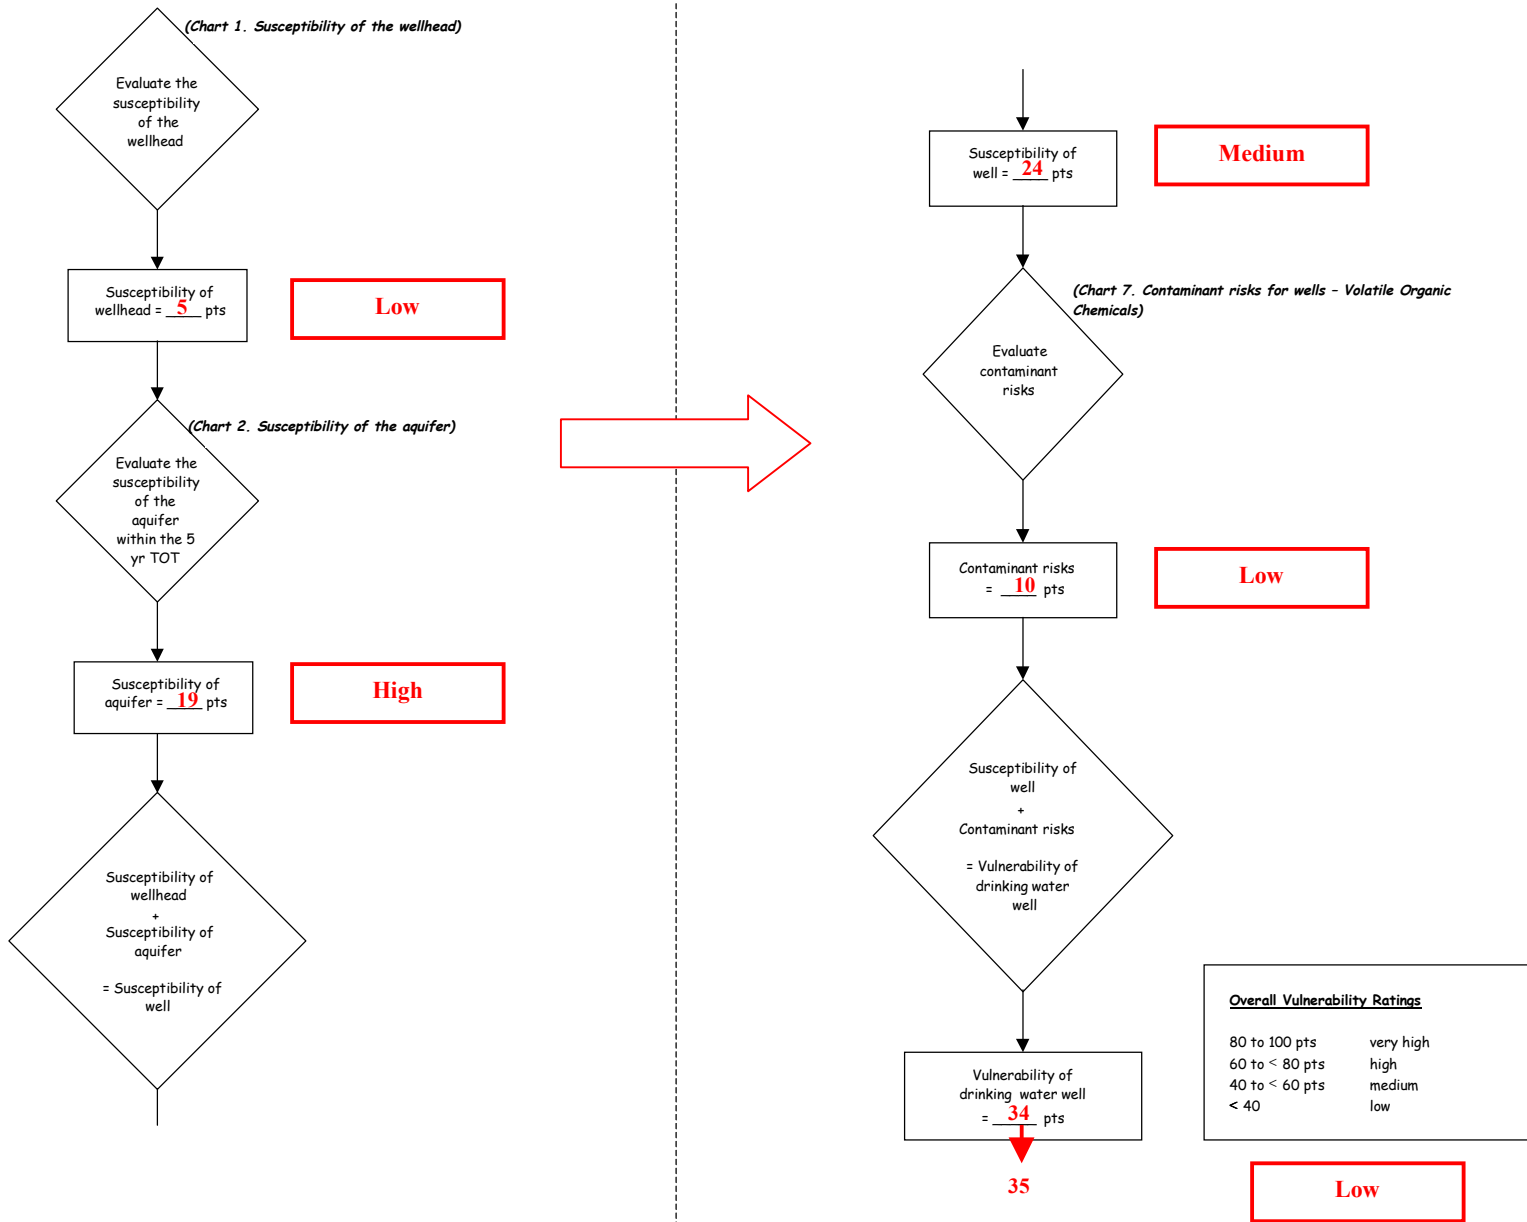 (Chart 1. Susceptibility of the wellhead)
Evaluate the
susceptibility
of the
wellhead
Susceptibility of
wellhead = __5__ pts
Low
(Chart 2. Susceptibility of the aquifer)
Evaluate the
susceptibility
of the
aquifer
within the 5
yr TOT
Susceptibility of
aquifer = __19__ pts
High
Susceptibility of
wellhead
+
Susceptibility of
aquifer
= Susceptibility of
well
Susceptibility of
well = __24__ pts
Medium
(Chart 7. Contaminant risks for wells – Volatile Organic
Chemicals)
Evaluate
contaminant
risks
Contaminant risks
= __10__ pts
Low
Susceptibility of
well
+
Contaminant risks
= Vulnerability of
drinking water
well
Vulnerability of
drinking water well
= __34__ pts
35
Overall Vulnerability Ratings
80 to 100 pts very high
60 to < 80 pts high
40 to < 60 pts medium
< 40 low
Low